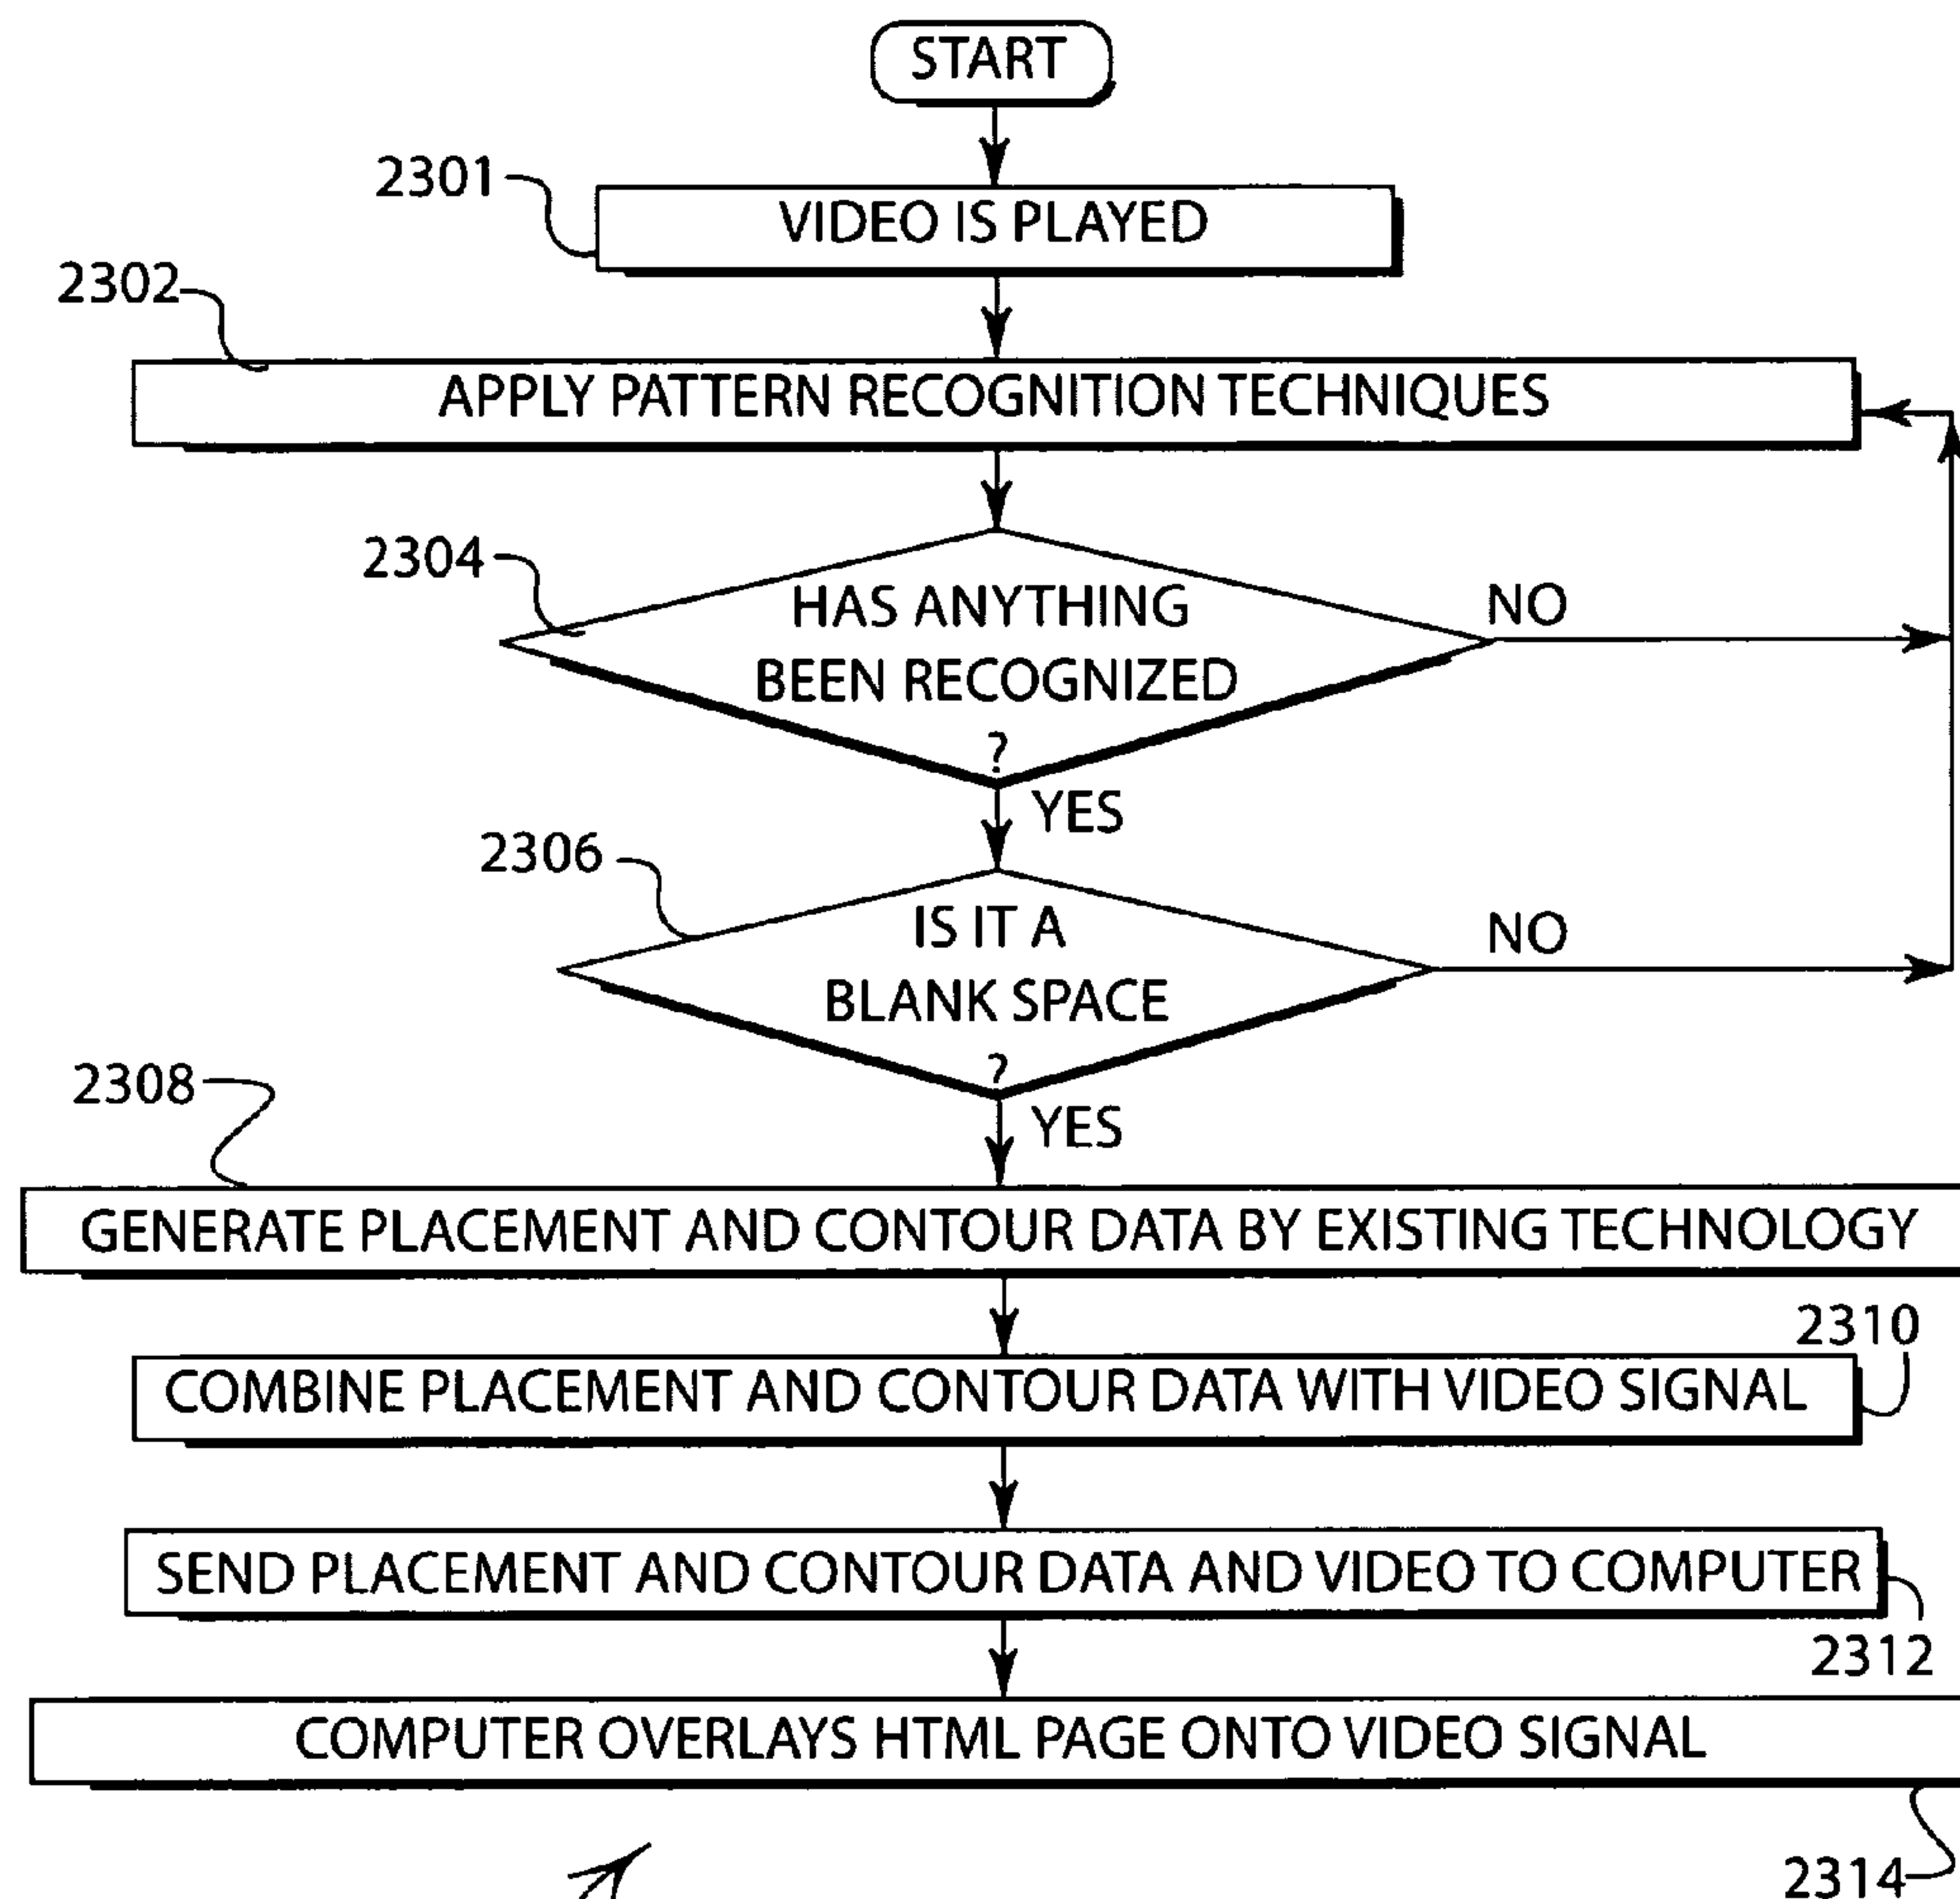 START
2301
VIDEO IS PLAYED
2302
APPLY PATTERN RECOGNITION TECHNIQUES
2304
HAS ANYTHING
BEEN RECOGNIZED
?
NO
YES
2306
IS IT A
BLANK SPACE
?
NO
YES
2308
GENERATE PLACEMENT AND CONTOUR DATA BY EXISTING TECHNOLOGY
2310
COMBINE PLACEMENT AND CONTOUR DATA WITH VIDEO SIGNAL
SEND PLACEMENT AND CONTOUR DATA AND VIDEO TO COMPUTER
2312
COMPUTER OVERLAYS HTML PAGE ONTO VIDEO SIGNAL
2314